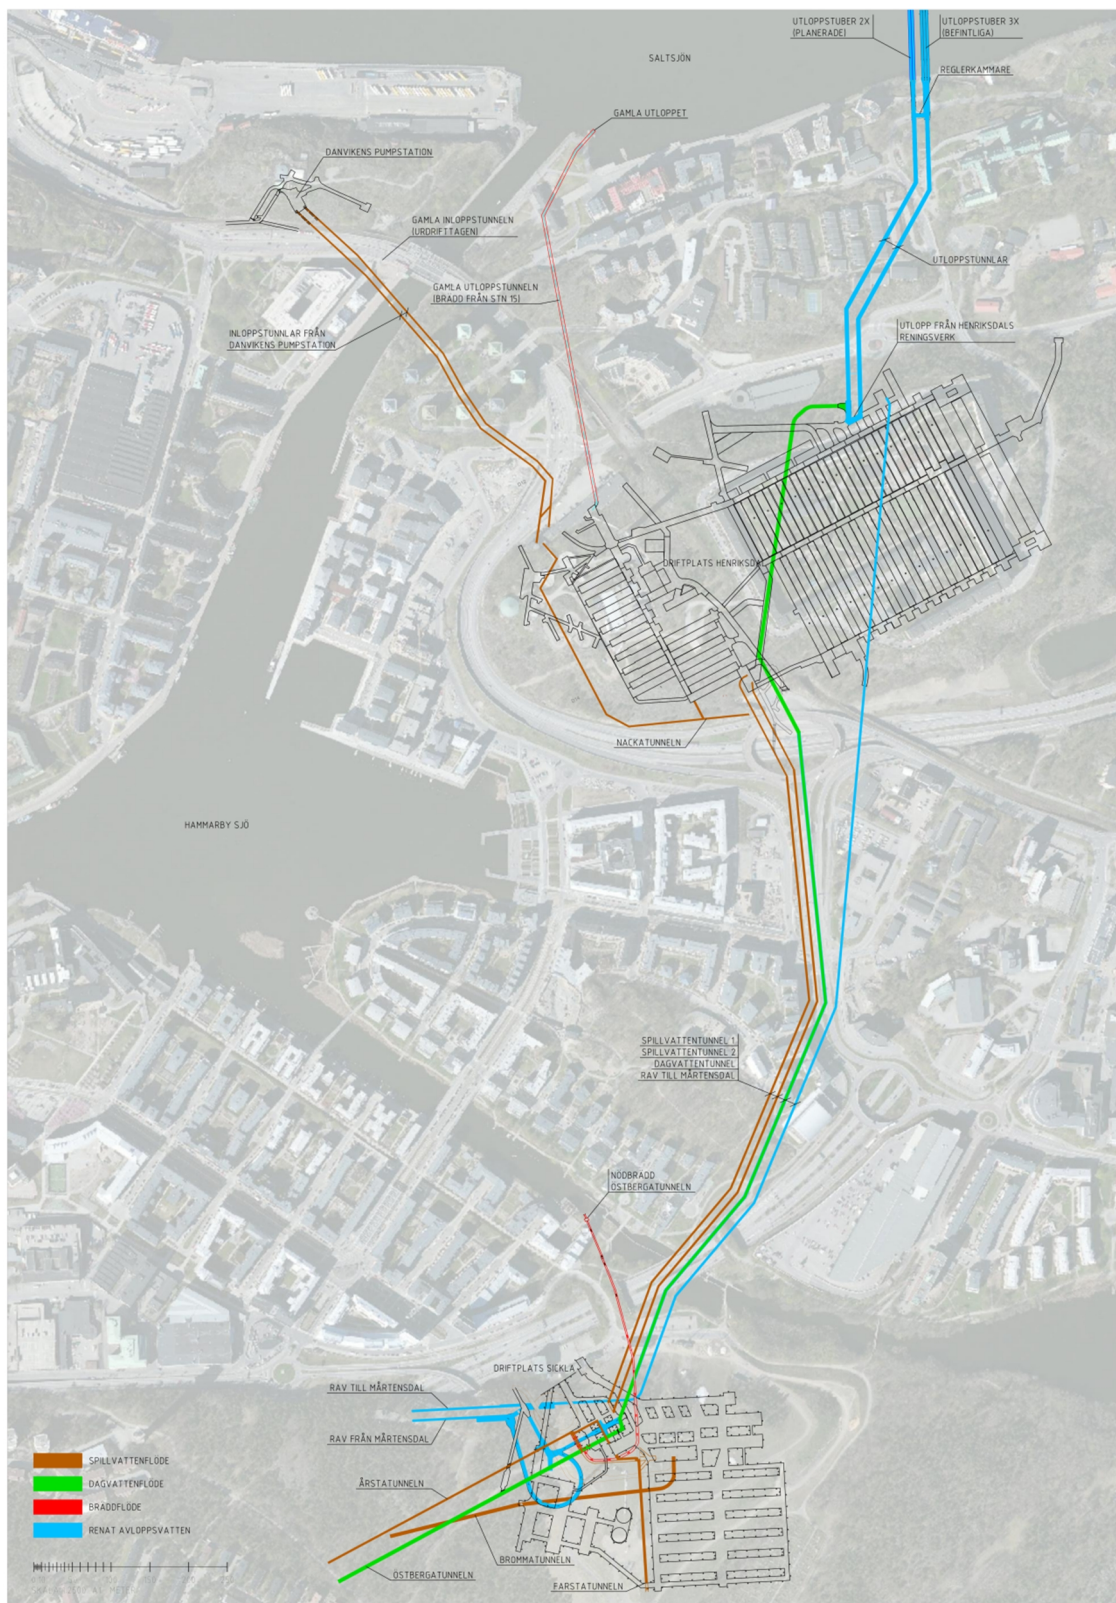 UTLOPPSTUBER 2X
(PLANERADE)
UTLOPPSTUBER 3X
(BEFINTLIGA)
SALTSJÖN
REGLERKAMMARE
GAMLA UTLOPPET
DANVIKENS PUMPSTATION
GAMLA INLOPPSTUNNELN
(URDRIFTTAGEN)
UTLOPPSTUNNLAR
GAMLA UTLOPPSTUNNELN
(BRÄDD FRÅN STN 15)
INLOPPSTUNNLAR FRÅN
DANVIKENS PUMPSTATION
UTLOPP FRÅN HENRIKSDALS
RENINGSVERK
DRIFTPLATS HENRIKSDAL
NACKATUNNELN
HAMMARBY SJÖ
SPILLVATTENTUNNEL 1
SPILLVATTENTUNNEL 2
DAGVATTENTUNNEL
RAV TILL MÅRTENSDAL
NÖDBRÄDD
ÖSTBERGATUNNELN
DRIFTPLATS SICKLA
RAV TILL MÅRTENSDAL
RAV FRÅN MÅRTENSDAL
SPILLVATTENFLÖDE
DAGVATTENFLÖDE
BRÄDDFLÖDE
RENAT AVLOPPSVATTEN
ÅRSTATUNNELN
BROMMATUNNELN
ÖSTBERGATUNNELN
FARSTATUNNELN